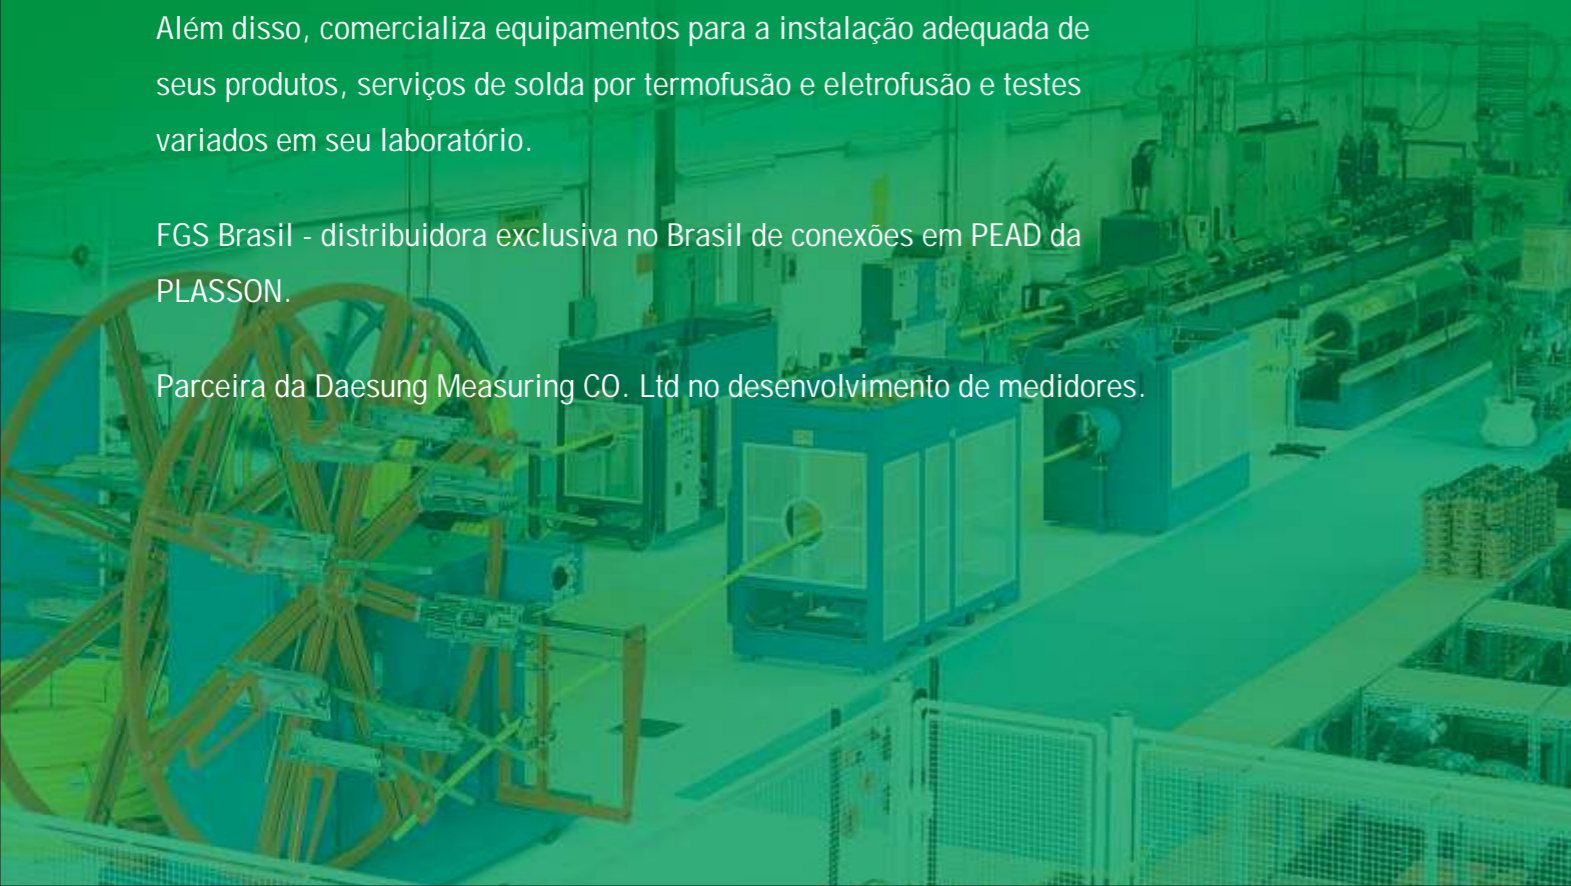 Além disso, comercializa equipamentos para a instalação adequada de
seus produtos, serviços de solda por termofusão e eletrofusão e testes
variados em seu laboratório.
FGS Brasil - distribuidora exclusiva no Brasil de conexões em PEAD da
PLASSON.
Parceira da Daesung Measuring CO. Ltd no desenvolvimento de medidores.